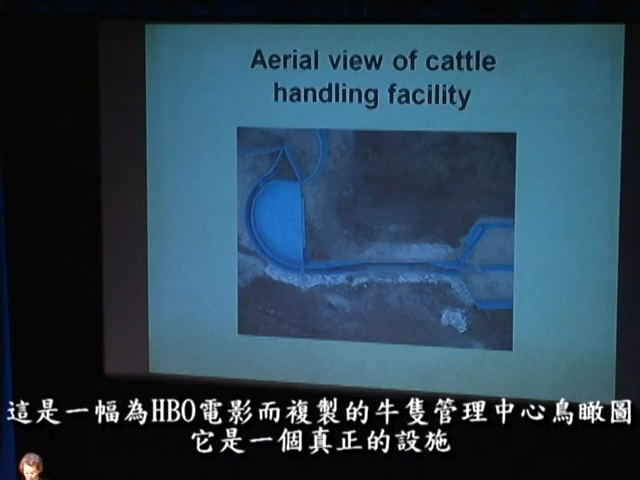 Aerial view of cattle
handling facility
這是一幅為HBO電影而複製的牛隻管理中心鳥瞰圖
它是一個真正的設施